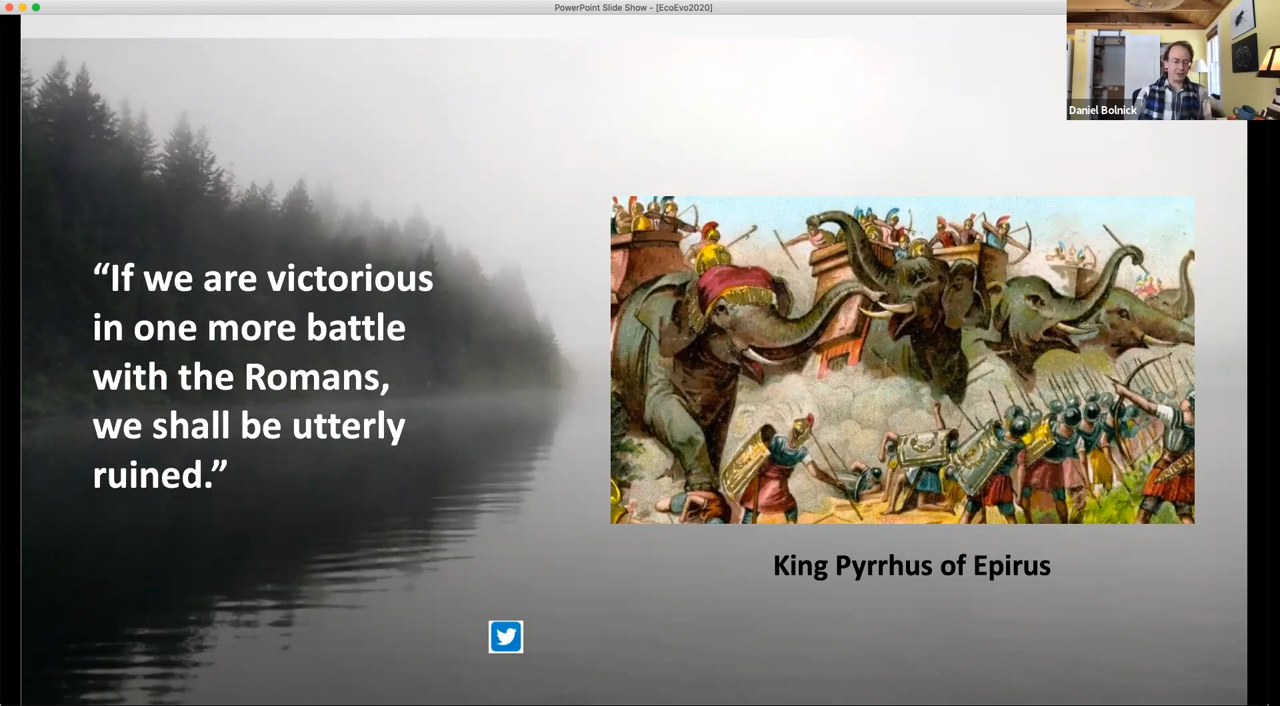 PowerPoint Slide Show - [EcoEvo2020]
Daniel Bolnick
“If we are victorious
in one more battle
with the Romans,
we shall be utterly
ruined.”
King Pyrrhus of Epirus